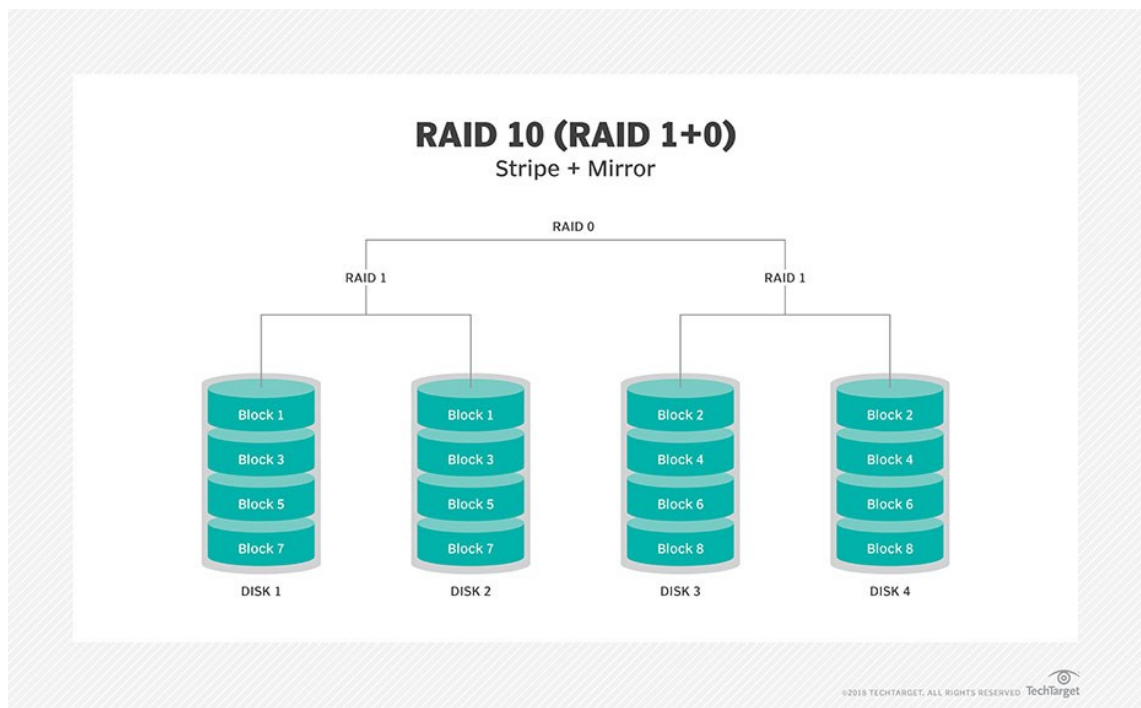 RAID 10 (RAID 1+0)
Stripe + Mirror
RAID 0
RAID 1
RAID 1
Block 1
Block 3
Block 5
Block 7
DISK 1
Block 1
Block 3
Block 5
Block 7
DISK 2
Block 2
Block 4
Block 6
Block 8
DISK 3
Block 2
Block 4
Block 6
Block 8
DISK 4
©2018 TECHTARGET. ALL RIGHTS RESERVED TechTarget